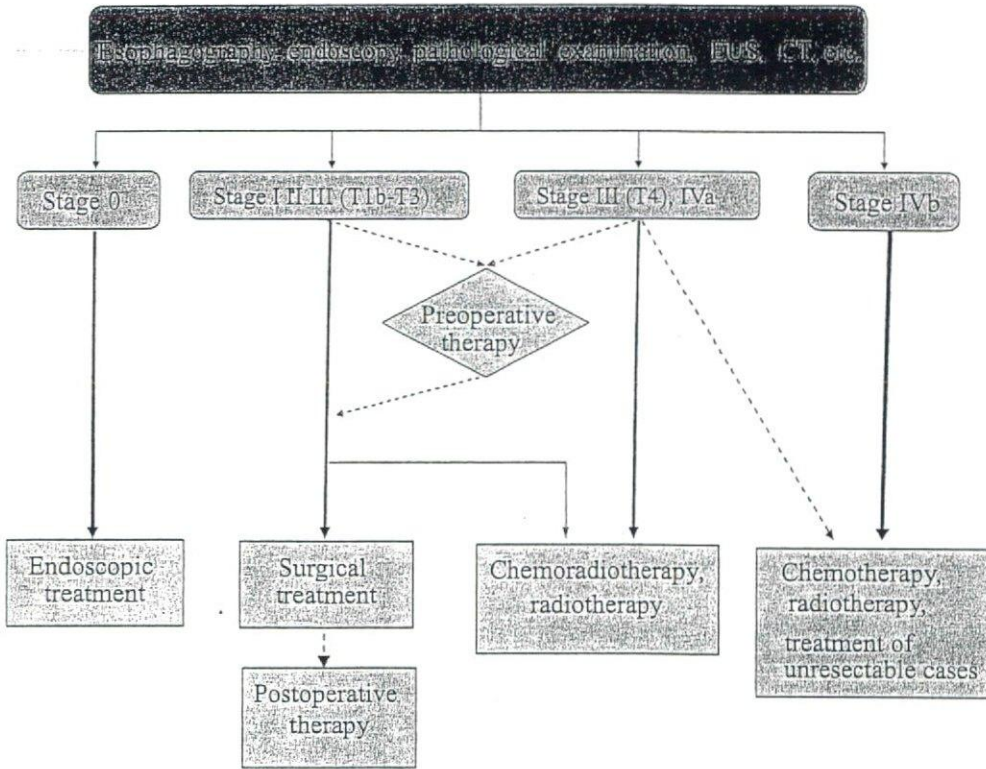 Esophagography, endoscopy, pathological examination, EUS, CT, etc.
Stage 0
Stage I II III (T1b-T3)
Stage III (T4), IVa
Stage IVb
Preoperative
therapy
Endoscopic
treatment
Surgical
treatment
Chemoradiotherapy,
radiotherapy
Chemotherapy,
radiotherapy,
treatment of
unresectable cases
Postoperative
therapy